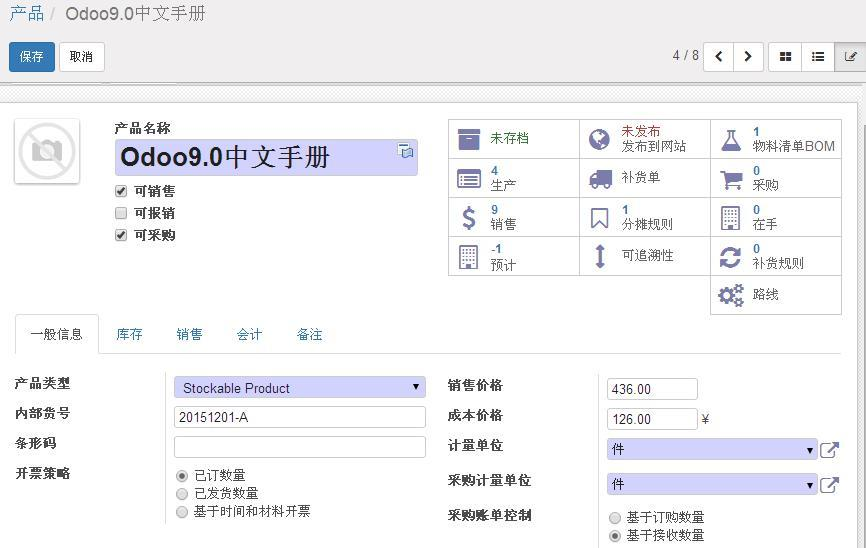 产品 / Odoo9.0中文手册
保存 取消
4 / 8
产品名称
Odoo9.0中文手册
可销售
可报销
可采购
未存档
未发布
发布到网站
1
物料清单BOM
4
生产
补货单
0
采购
9
销售
1
分摊规则
0
在手
-1
预计
可追溯性
0
补货规则
路线
一般信息 库存 销售 会计 备注
产品类型 Stockable Product
内部货号 20151201-A
条形码
开票策略 已订数量
已发货数量
基于时间和材料开票
销售价格 436.00
成本价格 126.00 ¥
计量单位 件
采购计量单位 件
采购账单控制 基于订购数量
基于接收数量